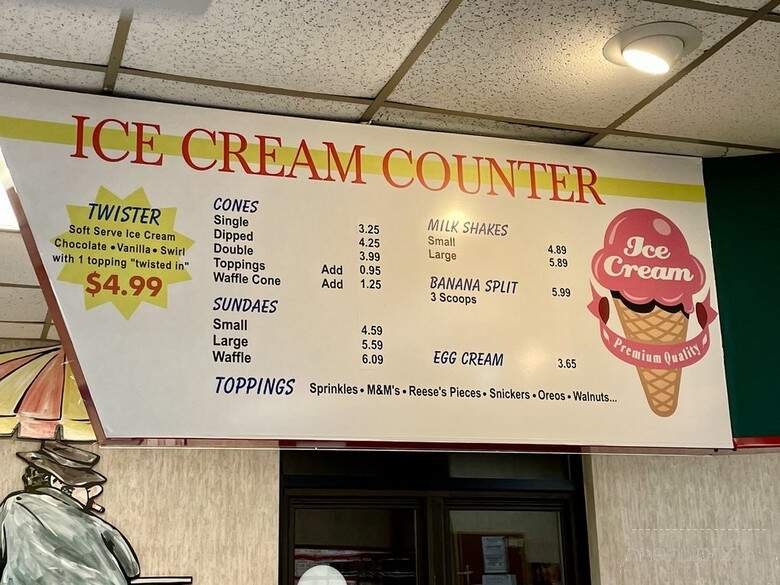 ICE CREAM COUNTER
TWISTER
Soft Serve Ice Cream
Chocolate • Vanilla • Swirl
with 1 topping "twisted in"
$4.99
CONES
Single 3.25
Dipped 4.25
Double 3.99
Toppings Add 0.95
Waffle Cone Add 1.25
SUNDAES
Small 4.59
Large 5.59
Waffle 6.09
MILK SHAKES
Small 4.89
Large 5.89
BANANA SPLIT 5.99
3 Scoops
EGG CREAM 3.65
TOPPINGS Sprinkles • M&M's • Reese's Pieces • Snickers • Oreos • Walnuts...
Ice
Cream
Premium Quality